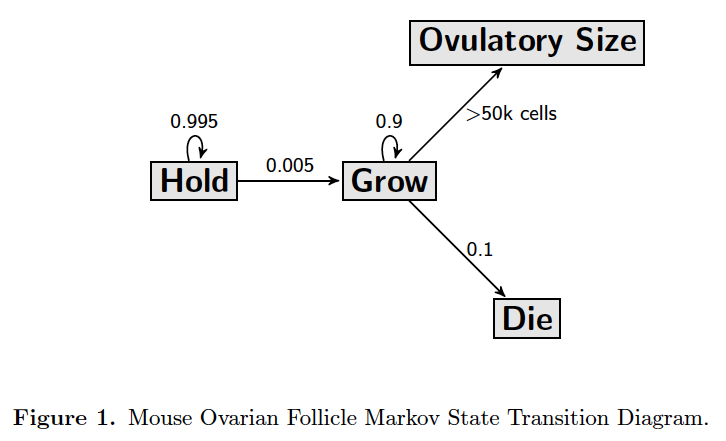 Ovulatory Size
>50k cells
0.995
0.9
Hold
0.005
Grow
0.1
Die
Figure 1. Mouse Ovarian Follicle Markov State Transition Diagram.